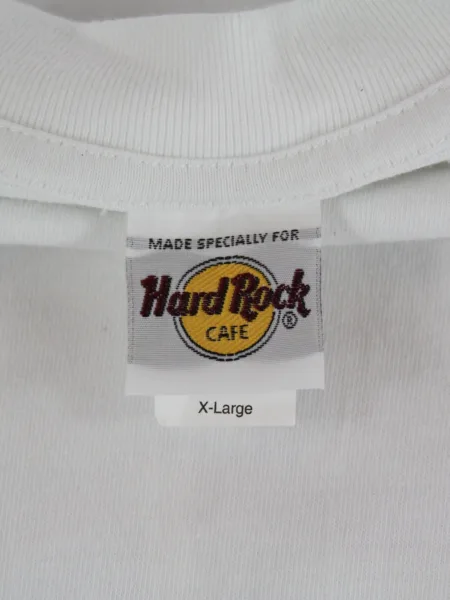 MADE SPECIALLY FOR
Hard Rock
CAFE ®
X-Large